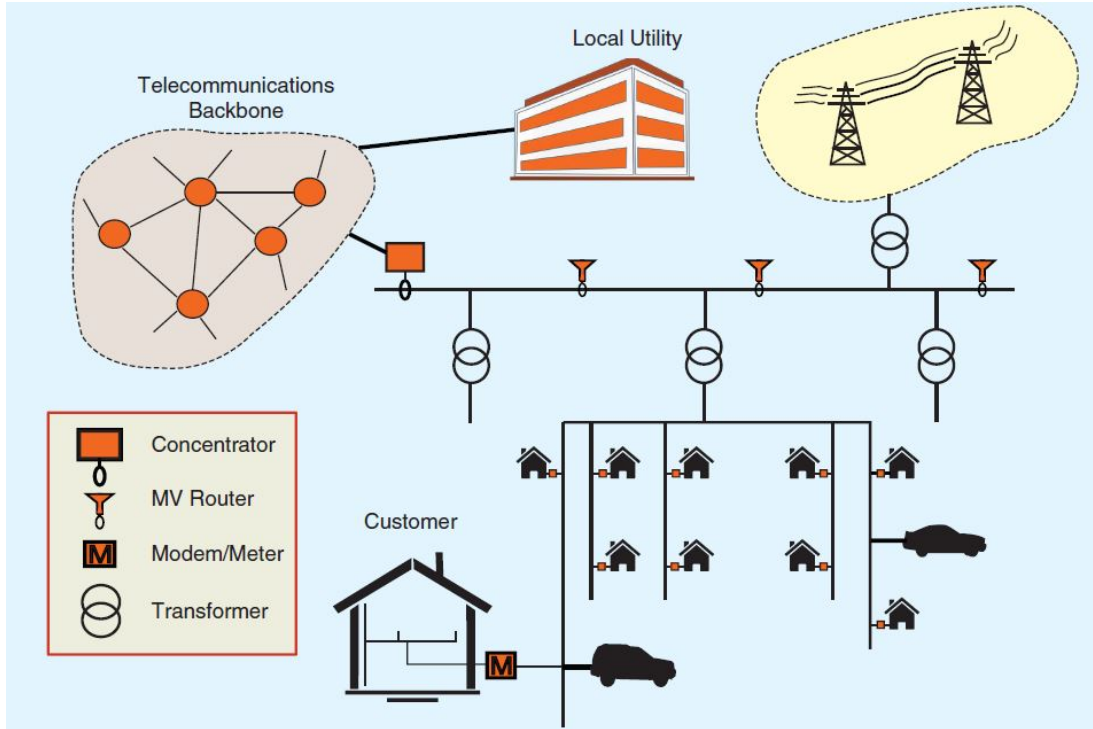 Local Utility
Telecommunications
Backbone
Concentrator
MV Router
M
Modem/Meter
Transformer
Customer
M